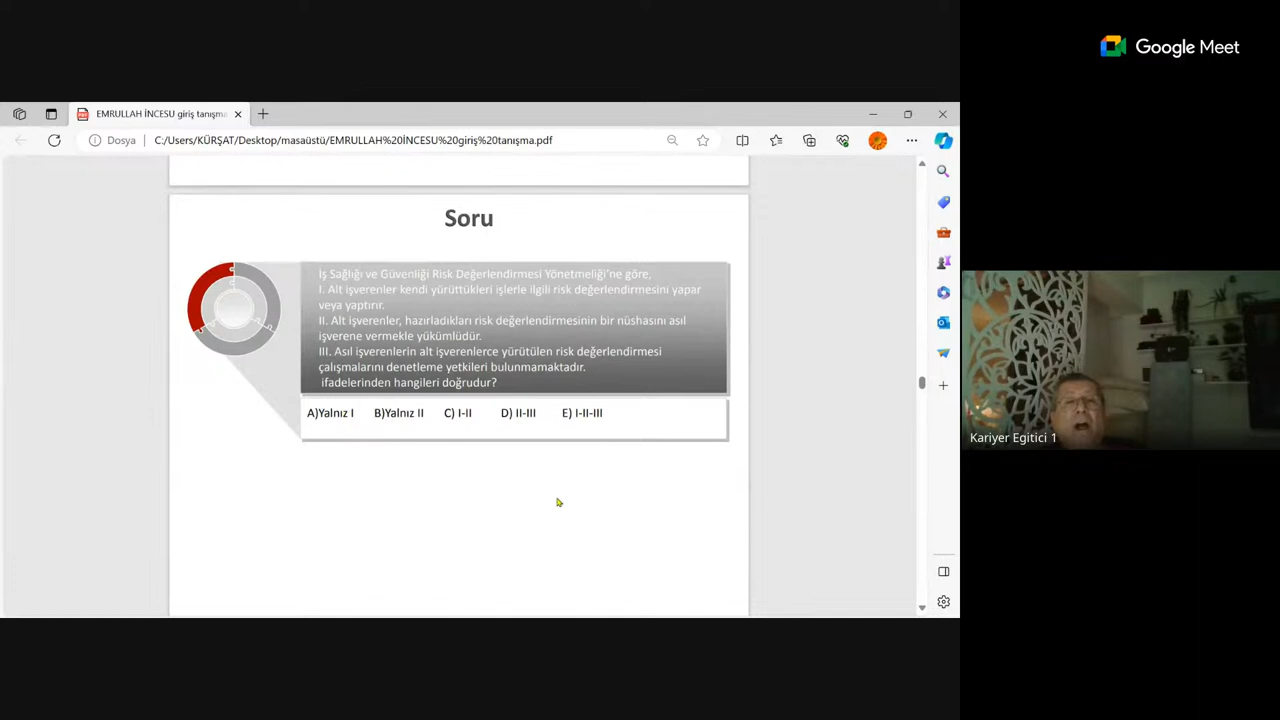 Google Meet
EMRULLAH İNCESU giriş tanışma
Dosya
C:/Users/KÜRŞAT/Desktop/masaüstü/EMRULLAH%20İNCESU%20giriş%20tanışma.pdf
Soru
İş Sağlığı ve Güvenliği Risk Değerlendirmesi Yönetmeliği'ne göre,
I. Alt işverenler kendi yürüttükleri işlerle ilgili risk değerlendirmesini yapar
veya yaptırır.
II. Alt işverenler, hazırladıkları risk değerlendirmesinin bir nüshasını asıl
işverene vermekle yükümlüdür.
III. Asıl işverenlerin alt işverenlerce yürütülen risk değerlendirmesi
çalışmalarını denetleme yetkileri bulunmamaktadır.
ifadelerinden hangileri doğrudur?
A)Yalnız I B)Yalnız II C) I-II D) II-III E) I-II-III
Kariyer Egitici 1